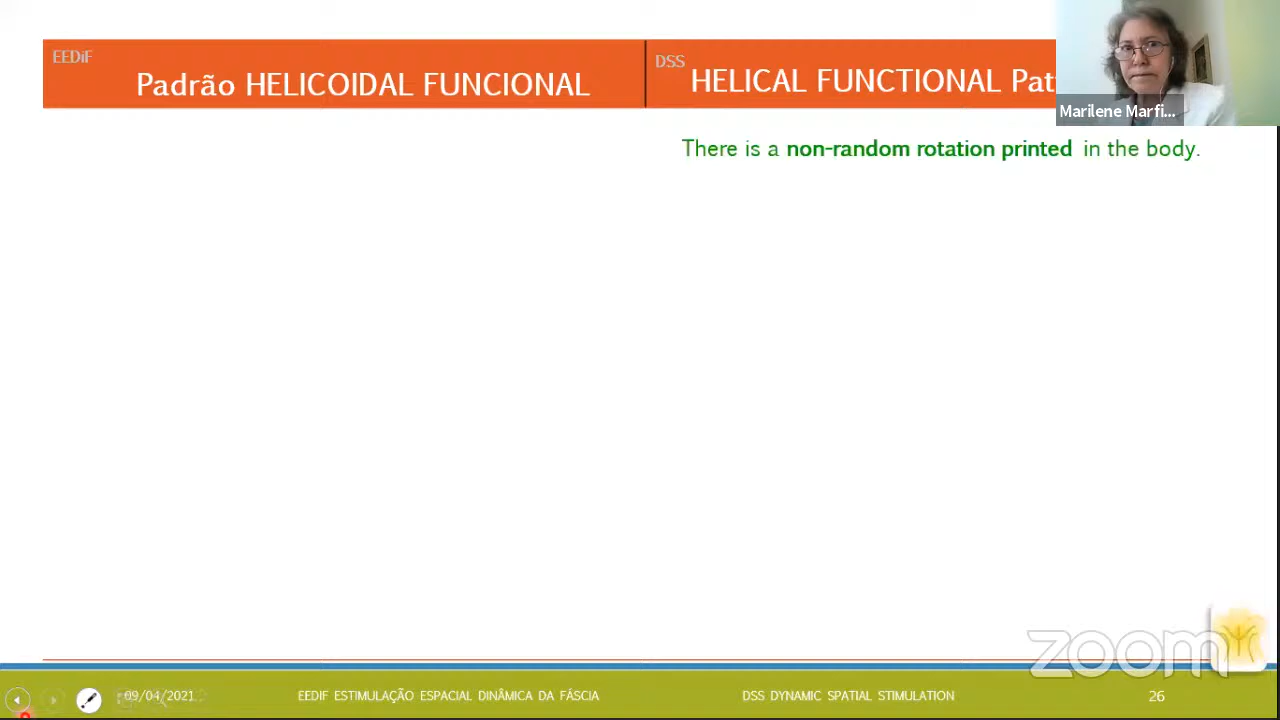 EEDiF
Padrão HELICOIDAL FUNCIONAL
DSS
HELICAL FUNCTIONAL Pat
Marilene Marfi...
There is a non-random rotation printed in the body.
zoom
09/04/2021
EEDIF ESTIMULAÇÃO ESPACIAL DINÂMICA DA FÁSCIA
DSS DYNAMIC SPATIAL STIMULATION
26